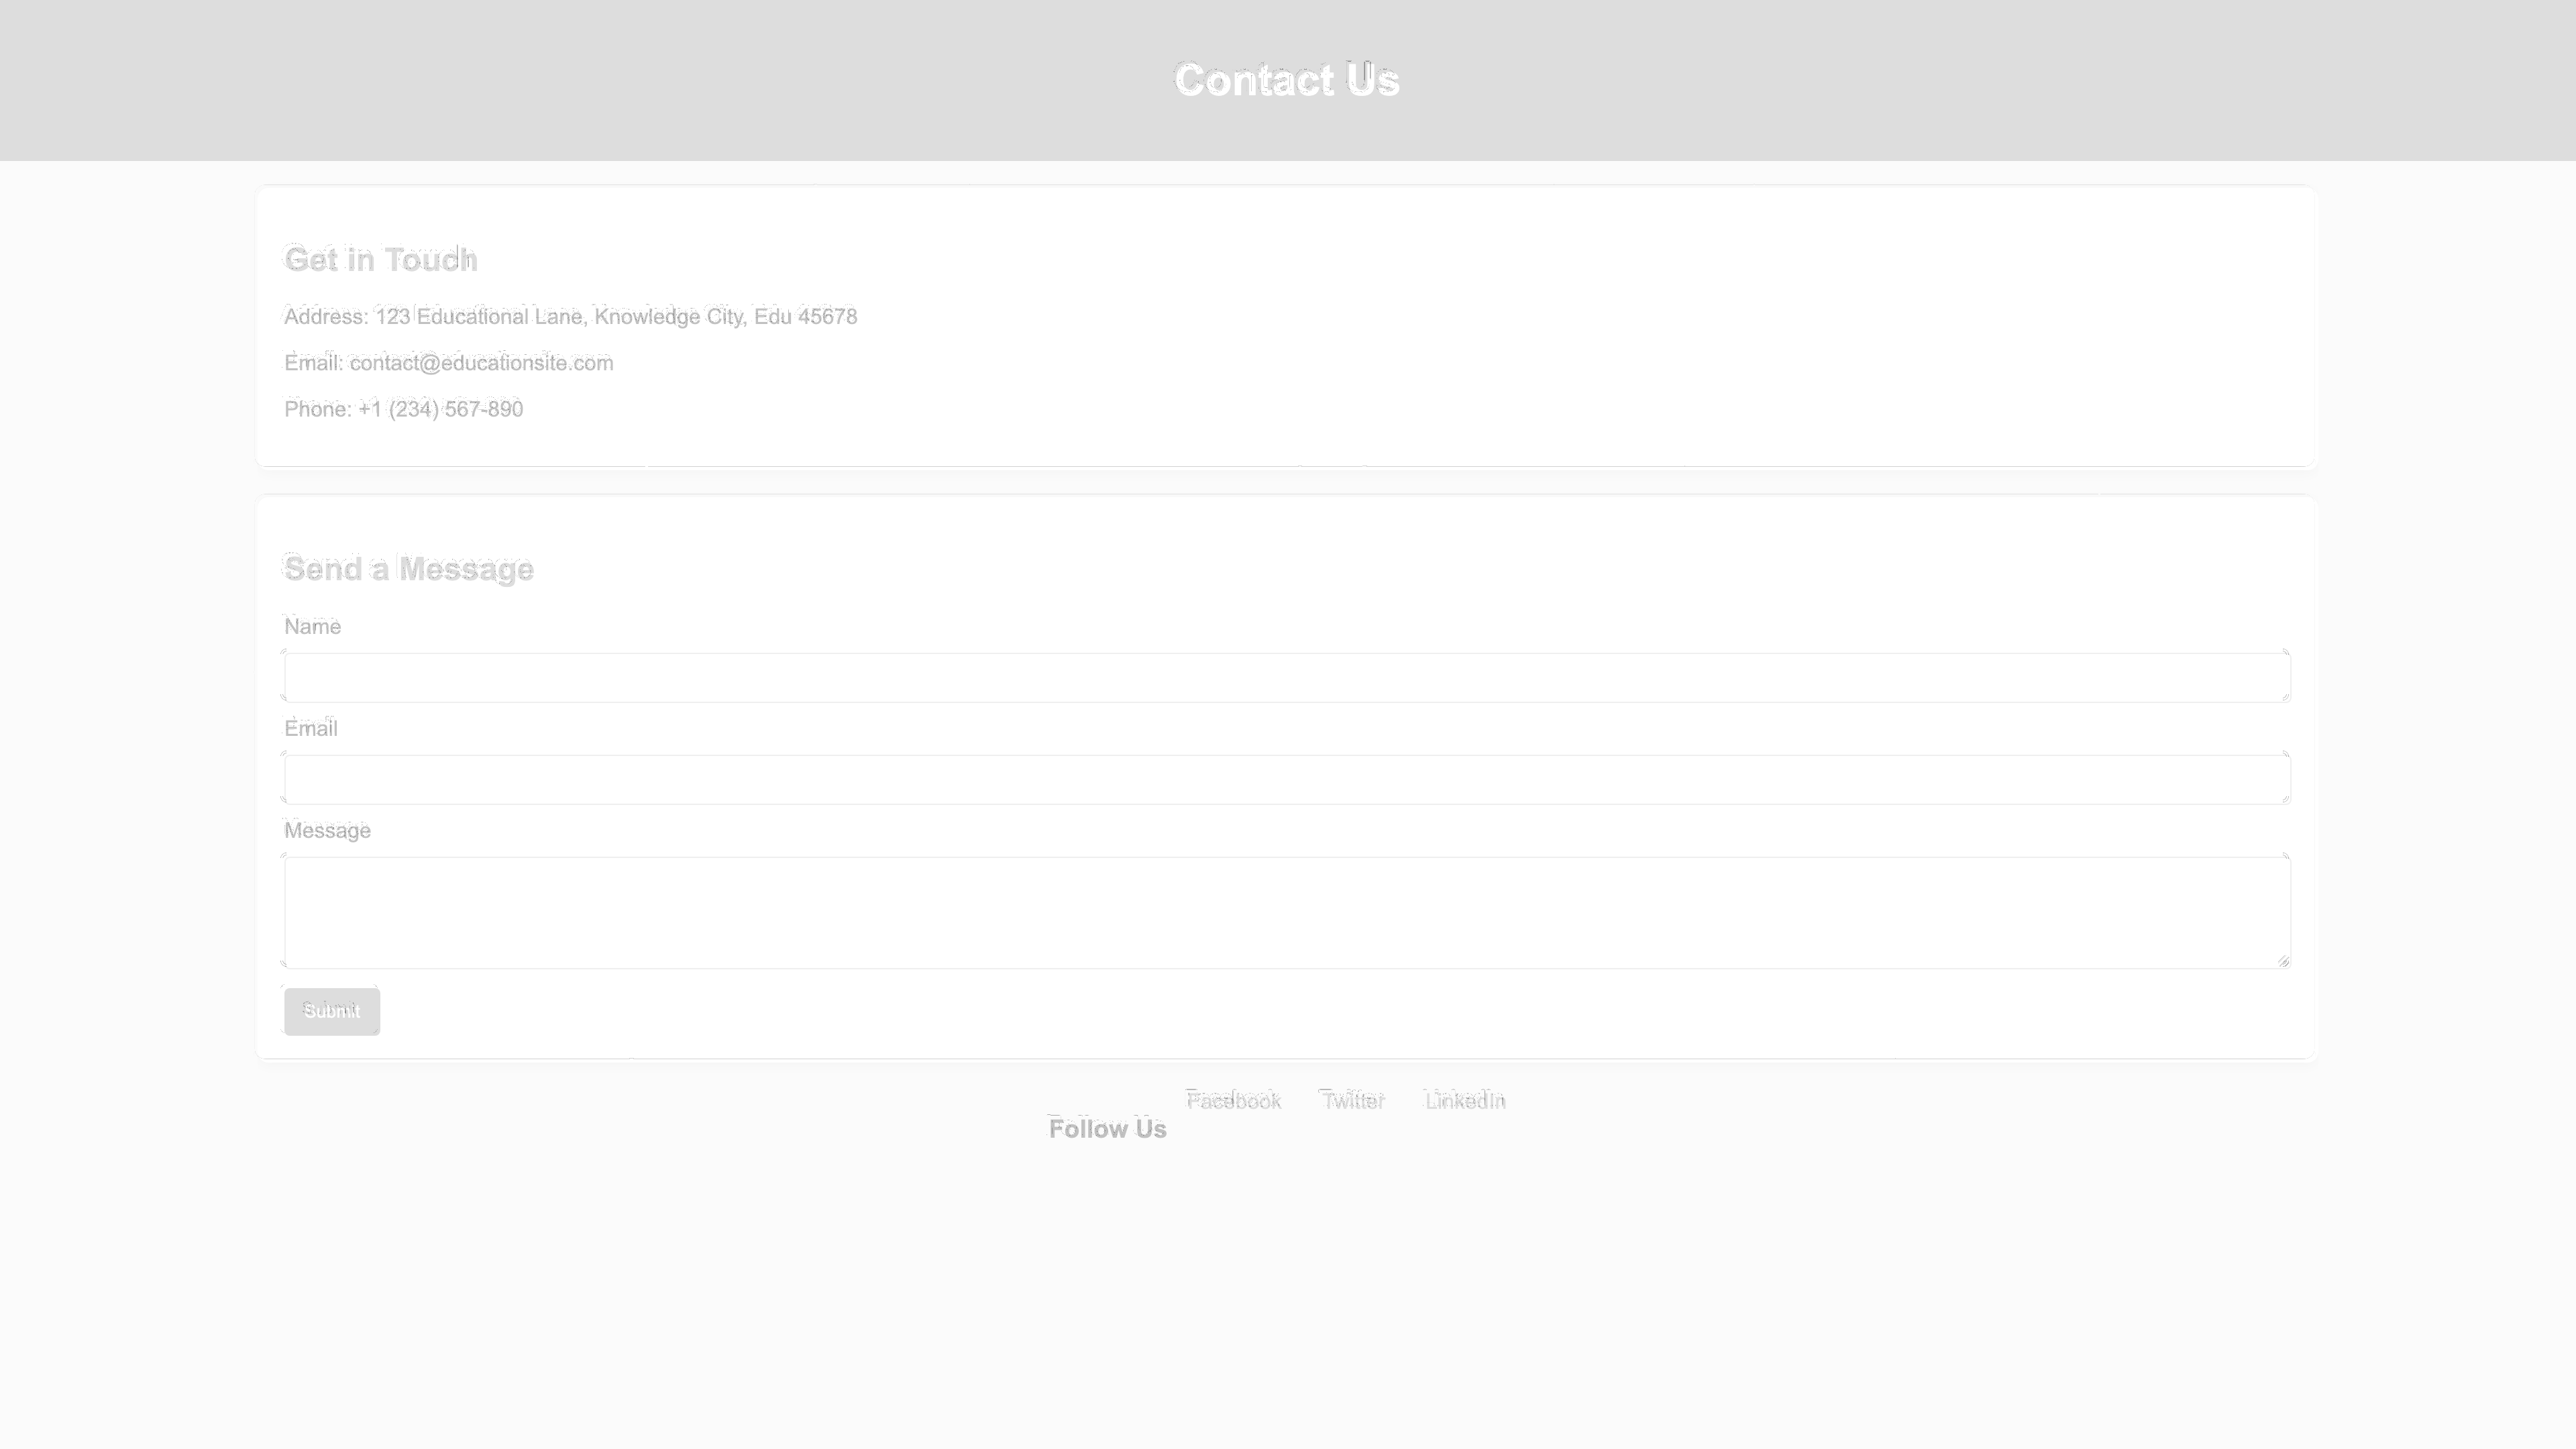 Contact Us
Get in Touch
Address: 123 Educational Lane, Knowledge City, Edu 45678
Email: contact@educationsite.com
Phone: +1 (234) 567-890
Send a Message
Name
Email
Message
Submit
Facebook Twitter LinkedIn
Follow Us